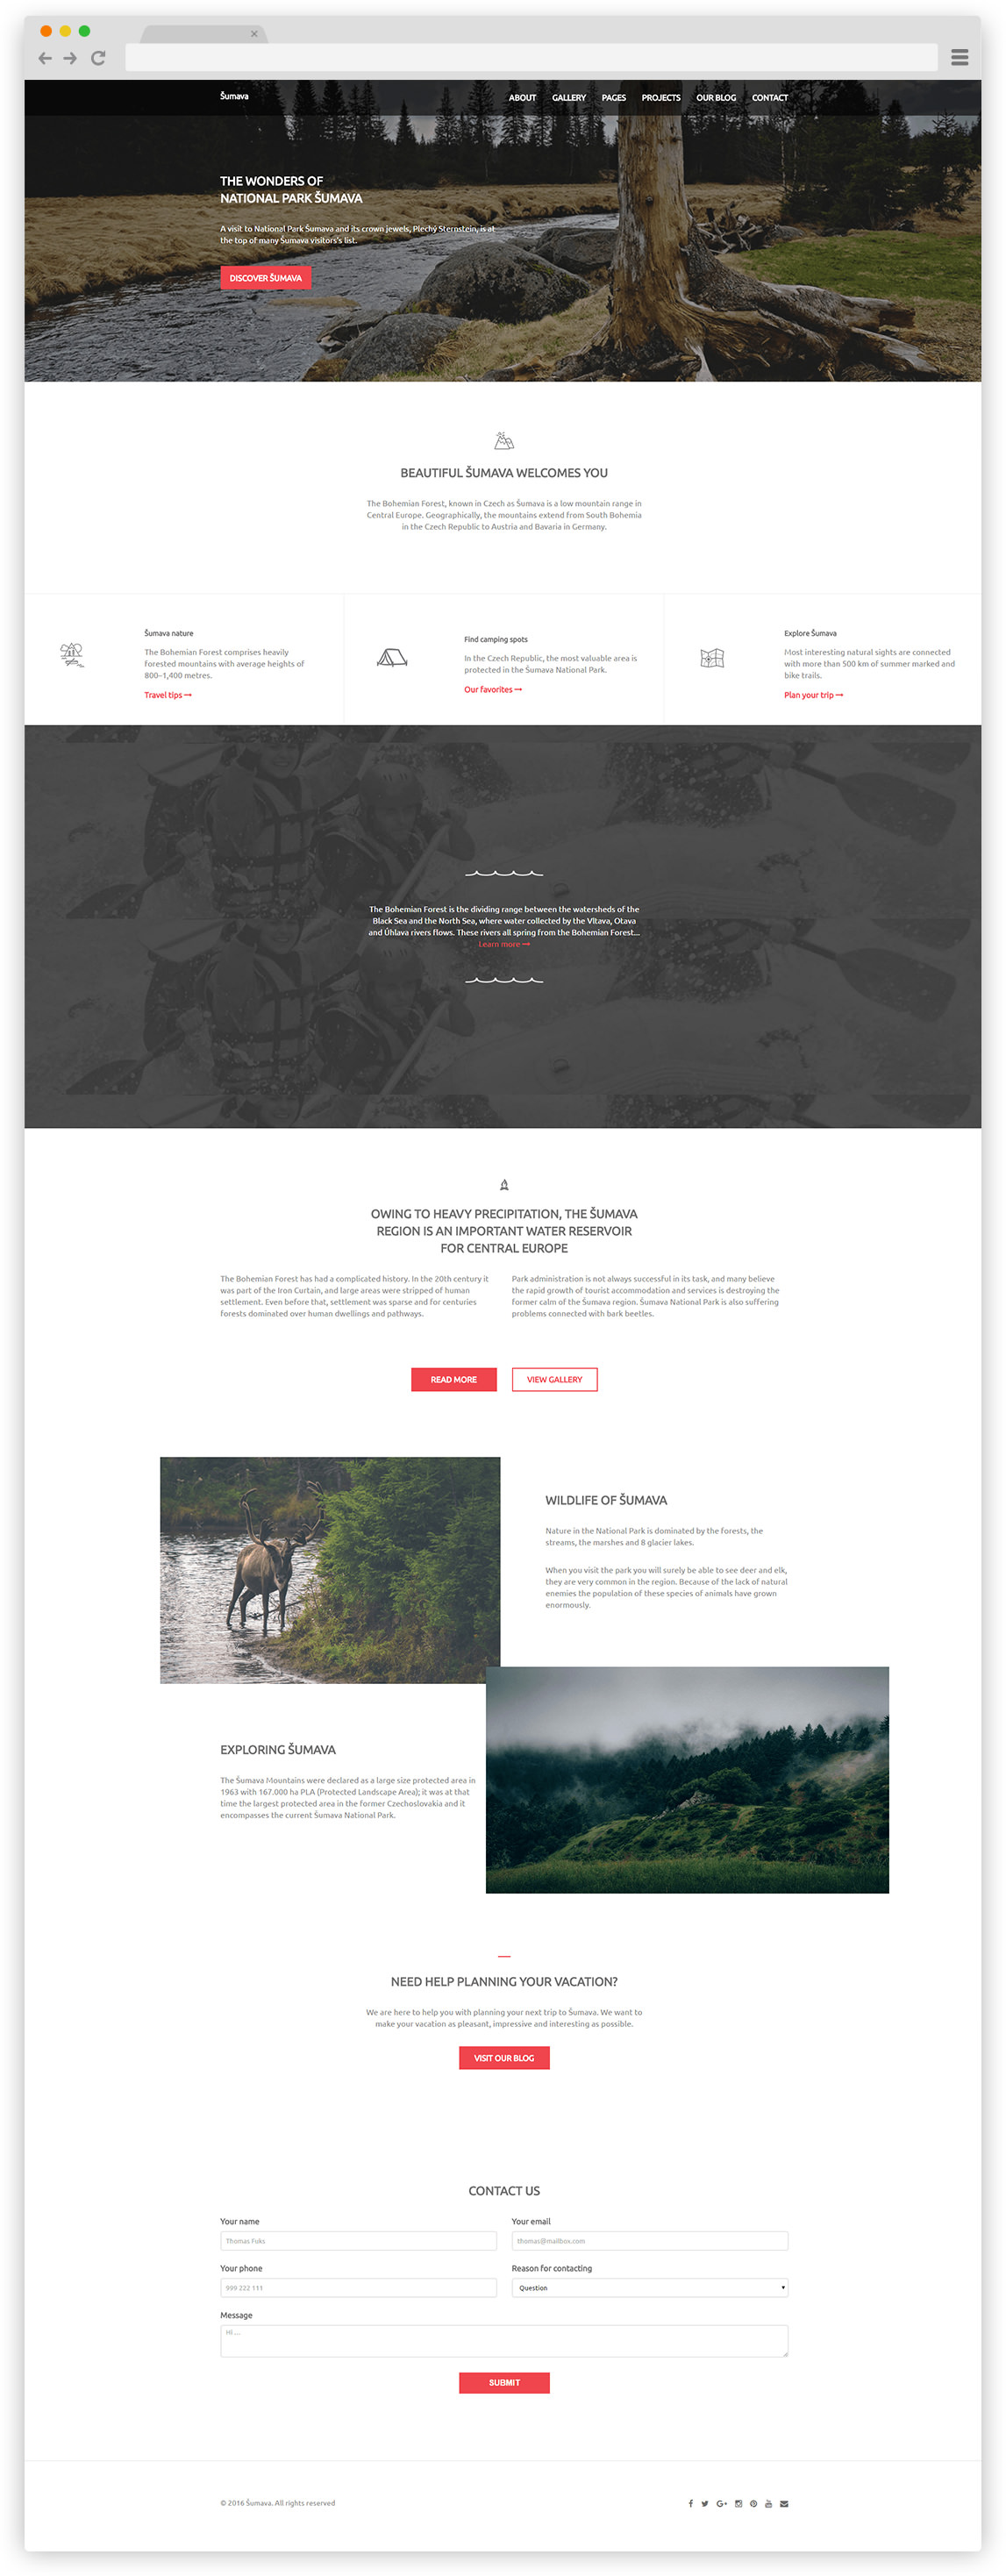 Šumava
ABOUT GALLERY PAGES PROJECTS OUR BLOG CONTACT
THE WONDERS OF
NATIONAL PARK ŠUMAVA
A visit to National Park Šumava and its crown jewels, Plechý Sternstein, is at
the top of many Šumava visitors's list.
DISCOVER ŠUMAVA
BEAUTIFUL ŠUMAVA WELCOMES YOU
The Bohemian Forest, known in Czech as Šumava is a low mountain range in
Central Europe. Geographically, the mountains extend from South Bohemia
in the Czech Republic to Austria and Bavaria in Germany.
Šumava nature
The Bohemian Forest comprises heavily
forested mountains with average heights of
800–1,400 metres.
Travel tips
Find camping spots
In the Czech Republic, the most valuable area is
protected in the Šumava National Park.
Our favorites
Explore Šumava
Most interesting natural sights are connected
with more than 500 km of summer marked and
bike trails.
Plan your trip
The Bohemian Forest is the dividing range between the watersheds of the
Black Sea and the North Sea, where water collected by the Vltava, Otava
and Úhlava rivers flows. These rivers all spring from the Bohemian Forest...
Learn more
OWING TO HEAVY PRECIPITATION, THE ŠUMAVA
REGION IS AN IMPORTANT WATER RESERVOIR
FOR CENTRAL EUROPE
The Bohemian Forest has had a complicated history. In the 20th century it
was part of the Iron Curtain, and large areas were stripped of human
settlement. Even before that, settlement was sparse and for centuries
forests dominated over human dwellings and pathways.
Park administration is not always successful in its task, and many believe
the rapid growth of tourist accommodation and services is destroying the
former calm of the Šumava region. Šumava National Park is also suffering
problems connected with bark beetles.
READ MORE
VIEW GALLERY
WILDLIFE OF ŠUMAVA
Nature in the National Park is dominated by the forests, the
streams, the marshes and 8 glacier lakes.
When you visit the park you will surely be able to see deer and elk,
they are very common in the region. Because of the lack of natural
enemies the population of these species of animals have grown
enormously.
EXPLORING ŠUMAVA
The Šumava Mountains were declared as a large size protected area in
1963 with 167.000 ha PLA (Protected Landscape Area); it was at that
time the largest protected area in the former Czechoslovakia and it
encompasses the current Šumava National Park.
NEED HELP PLANNING YOUR VACATION?
We are here to help you with planning your next trip to Šumava. We want to
make your vacation as pleasant, impressive and interesting as possible.
VISIT OUR BLOG
CONTACT US
Your name
Thomas Fuks
Your email
thomas@mailbox.com
Your phone
999 222 111
Reason for contacting
Question
Message
Hi ...
SUBMIT
© 2016 Šumava. All rights reserved